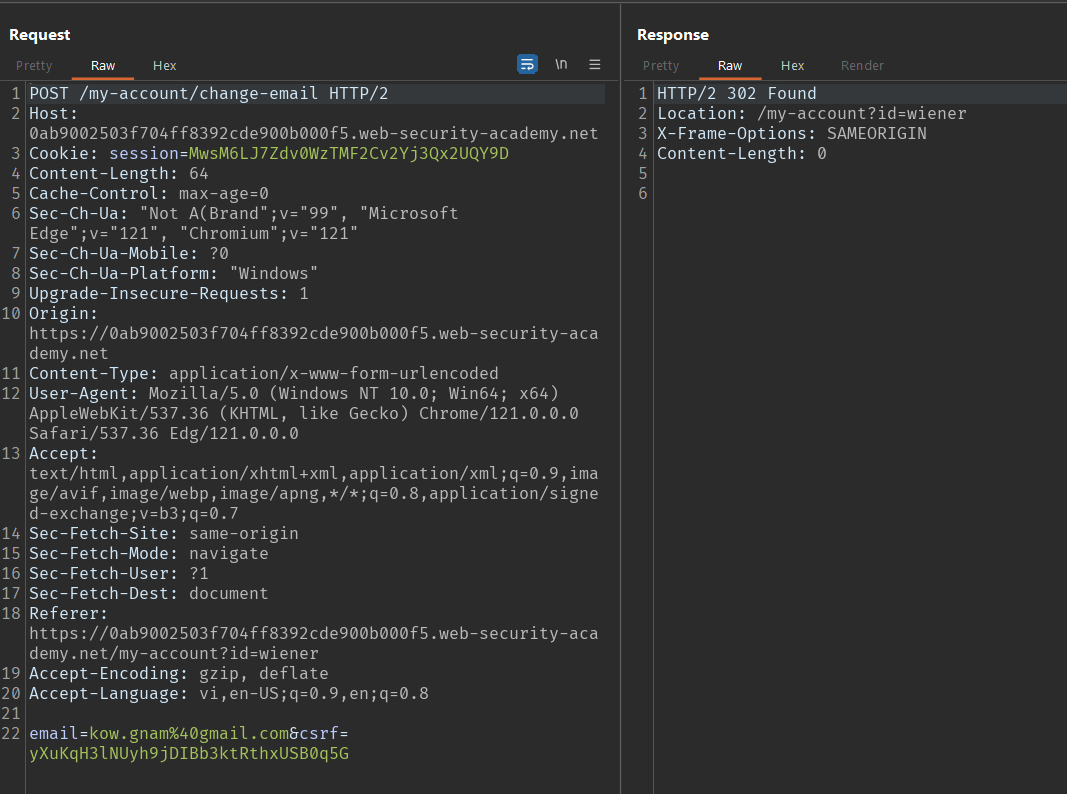 Request
Pretty Raw Hex \n
1 POST /my-account/change-email HTTP/2
2 Host:
0ab9002503f704ff8392cde900b000f5.web-security-academy.net
3 Cookie: session=MwsM6LJ7Zdv0WzTMF2Cv2Yj3Qx2UQY9D
4 Content-Length: 64
5 Cache-Control: max-age=0
6 Sec-Ch-Ua: "Not A(Brand";v="99", "Microsoft
Edge";v="121", "Chromium";v="121"
7 Sec-Ch-Ua-Mobile: ?0
8 Sec-Ch-Ua-Platform: "Windows"
9 Upgrade-Insecure-Requests: 1
10 Origin:
https://0ab9002503f704ff8392cde900b000f5.web-security-aca
demy.net
11 Content-Type: application/x-www-form-urlencoded
12 User-Agent: Mozilla/5.0 (Windows NT 10.0; Win64; x64)
AppleWebKit/537.36 (KHTML, like Gecko) Chrome/121.0.0.0
Safari/537.36 Edg/121.0.0.0
13 Accept:
text/html,application/xhtml+xml,application/xml;q=0.9,ima
ge/avif,image/webp,image/apng,*/*;q=0.8,application/signe
d-exchange;v=b3;q=0.7
14 Sec-Fetch-Site: same-origin
15 Sec-Fetch-Mode: navigate
16 Sec-Fetch-User: ?1
17 Sec-Fetch-Dest: document
18 Referer:
https://0ab9002503f704ff8392cde900b000f5.web-security-aca
demy.net/my-account?id=wiener
19 Accept-Encoding: gzip, deflate
20 Accept-Language: vi,en-US;q=0.9,en;q=0.8
21
22 email=kow.gnam%40gmail.com&csrf=
yXuKqH3lNUyh9jDIBb3ktRthxUSB0q5G
Response
Pretty Raw Hex Render
1 HTTP/2 302 Found
2 Location: /my-account?id=wiener
3 X-Frame-Options: SAMEORIGIN
4 Content-Length: 0
5
6